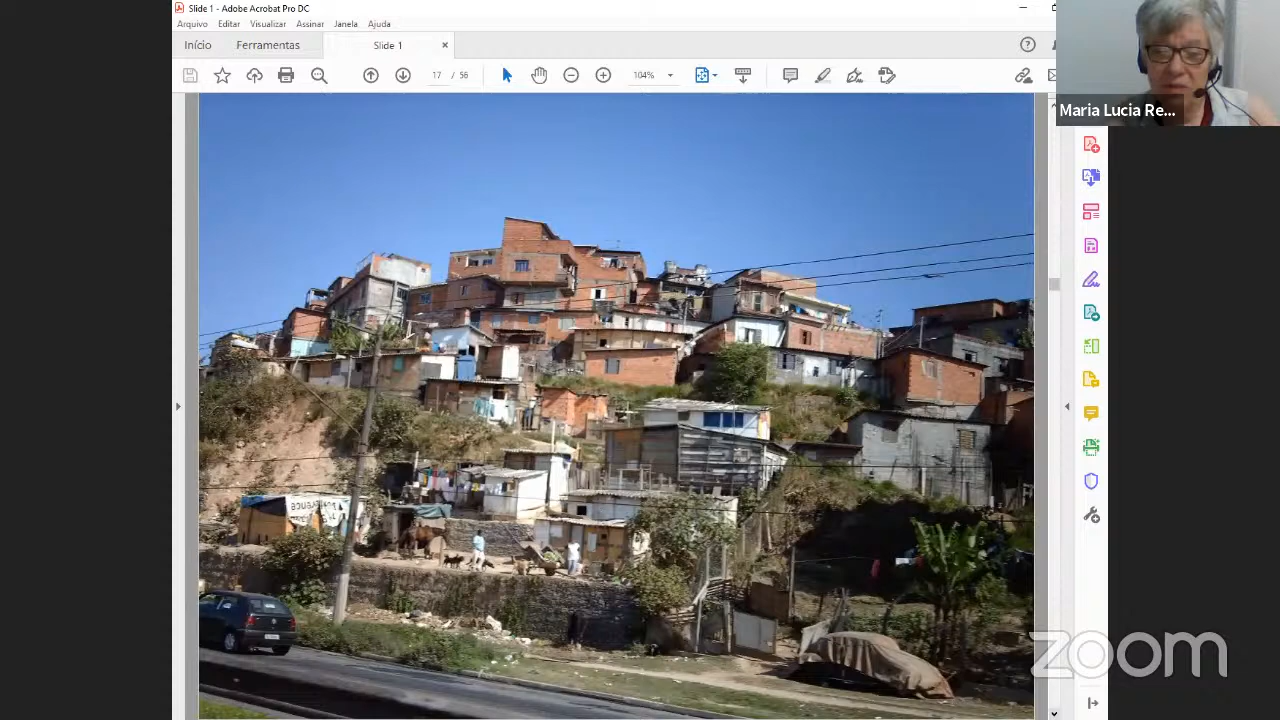 Slide 1 - Adobe Acrobat Pro DC
Arquivo Editar Visualizar Assinar Janela Ajuda
Início Ferramentas Slide 1
17 / 56 104%
Maria Lucia Re...
zoom